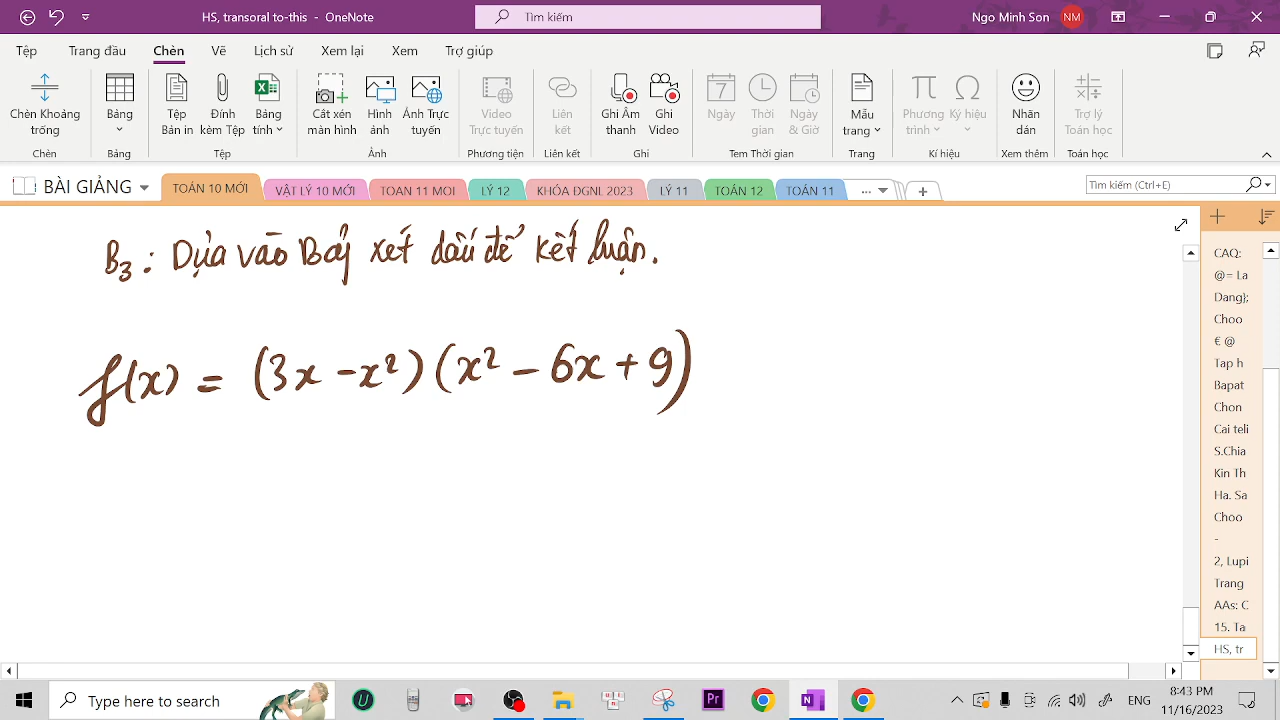 HS, transoral to-this - OneNote
Tìm kiếm
Ngo Minh Son
NM
Tệp Trang đầu Chèn Vẽ Lịch sử Xem lại Xem Trợ giúp
Chèn Khoảng trống
Bảng
Tệp Bản in
Đính kèm Tệp
Bảng tính
Cắt xén màn hình
Hình ảnh
Ảnh Trực tuyến
Video Trực tuyến
Liên kết
Ghi Âm thanh
Ghi Video
7
Ngày
Thời gian
Ngày & Giờ
Mẫu trang
Phương trình
Ký hiệu
Nhãn dán
Trợ lý Toán học
Chèn Bảng Tệp Ảnh Phương tiện Liên kết Ghi Tem Thời gian Trang Kí hiệu Xem thêm Toán học
BÀI GIẢNG TOÁN 10 MỚI VẬT LÝ 10 MỚI TOAN 11 MOI LÝ 12 KHÓA ĐGNL 2023 LÝ 11 TOÁN 12 TOÁN 11 ... +
Tìm kiếm (Ctrl+E)
B₃ : Dựa vào Bảng xét dấu để kết luận.
f(x) = (3x - x²)(x² - 6x + 9)
CAQ:
@= La
Dang};
Choo
€ @
Tap h
Bapat
Chon
Cai teli
S.Chia
Kin Th
Ha. Sa
Choo
-
2, Lupi
Trang
AAs: C
15. Ta
HS, tr
Type here to search
U
Pr
N
ENG
8:43 PM
11/16/2023